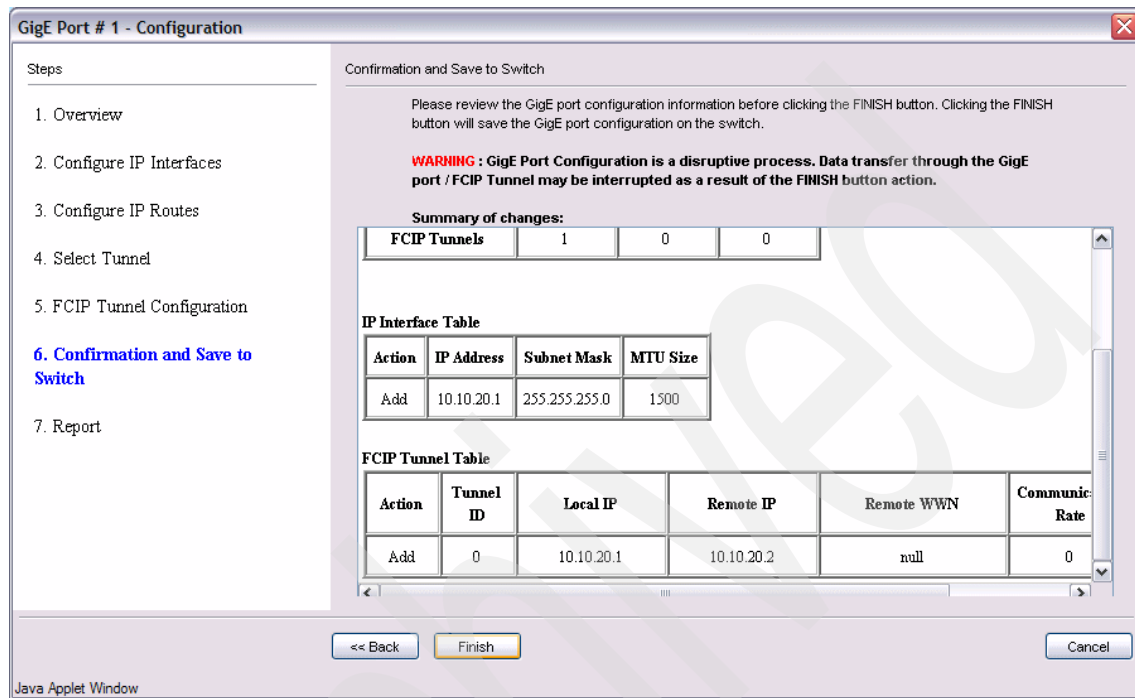 GigE Port # 1 - Configuration
Steps
1. Overview
2. Configure IP Interfaces
3. Configure IP Routes
4. Select Tunnel
5. FCIP Tunnel Configuration
6. Confirmation and Save to
Switch
7. Report
Confirmation and Save to Switch
Please review the GigE port configuration information before clicking the FINISH button. Clicking the FINISH
button will save the GigE port configuration on the switch.
WARNING : GigE Port Configuration is a disruptive process. Data transfer through the GigE
port / FCIP Tunnel may be interrupted as a result of the FINISH button action.
Summary of changes:
FCIP Tunnels 1 0 0
IP Interface Table
Action IP Address Subnet Mask MTU Size
Add 10.10.20.1 255.255.255.0 1500
FCIP Tunnel Table
Action Tunnel ID Local IP Remote IP Remote WWN Communic Rate
Add 0 10.10.20.1 10.10.20.2 null 0
<< Back Finish Cancel
Java Applet Window